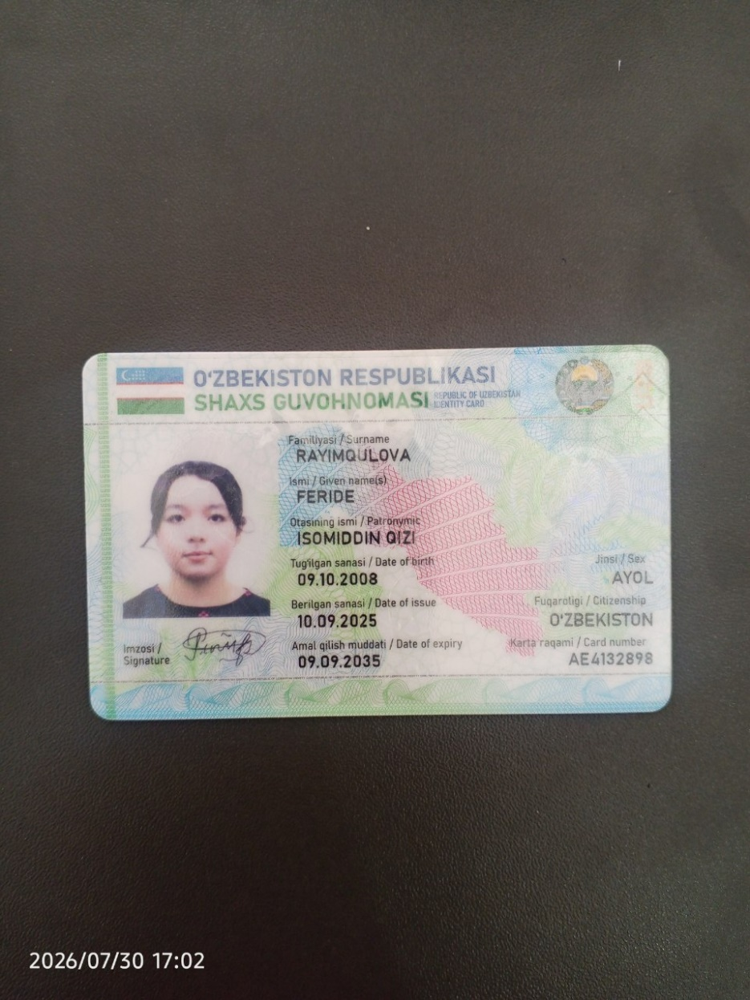 O‘ZBEKISTON RESPUBLIKASI
SHAXS GUVOHNOMASI REPUBLIC OF UZBEKISTAN IDENTITY CARD
Familiyasi / Surname
RAYIMQULOVA
Ismi / Given name(s)
FERIDE
Otasining ismi / Patronymic
ISOMIDDIN QIZI
Tug‘ilgan sanasi / Date of birth
09.10.2008
Jinsi / Sex
AYOL
Berilgan sanasi / Date of issue
10.09.2025
Fuqaroligi / Citizenship
O‘ZBEKISTON
Amal qilish muddati / Date of expiry
09.09.2035
Karta raqami / Card number
AE4132898
Imzosi /
Signature
2026/07/30 17:02